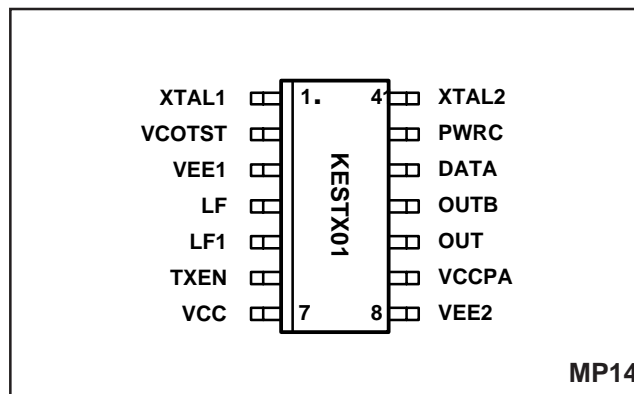 XTAL1 1. 41 XTAL2
VCOTST PWRC
VEE1 DATA
LF OUTB
LF1 OUT
TXEN VCCPA
VCC 7 8 VEE2
KESTX01
MP14